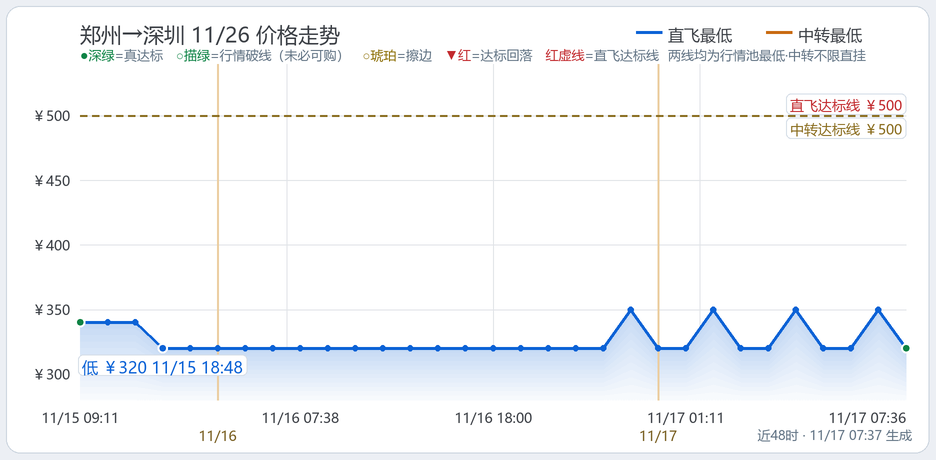 郑州→深圳 11/26 价格走势
直飞最低 中转最低
●深绿=真达标 ○描绿=行情破线（未必可购） ○琥珀=擦边 ▼红=达标回落 红虚线=直飞达标线 两线均为行情池最低·中转不限直挂
直飞达标线 ¥500
¥500
中转达标线 ¥500
¥450
¥400
¥350
低 ¥320 11/15 18:48
¥300
11/15 09:11 11/16 07:38 11/16 18:00 11/17 01:11 11/17 07:36
11/16 11/17 近48时 · 11/17 07:37 生成